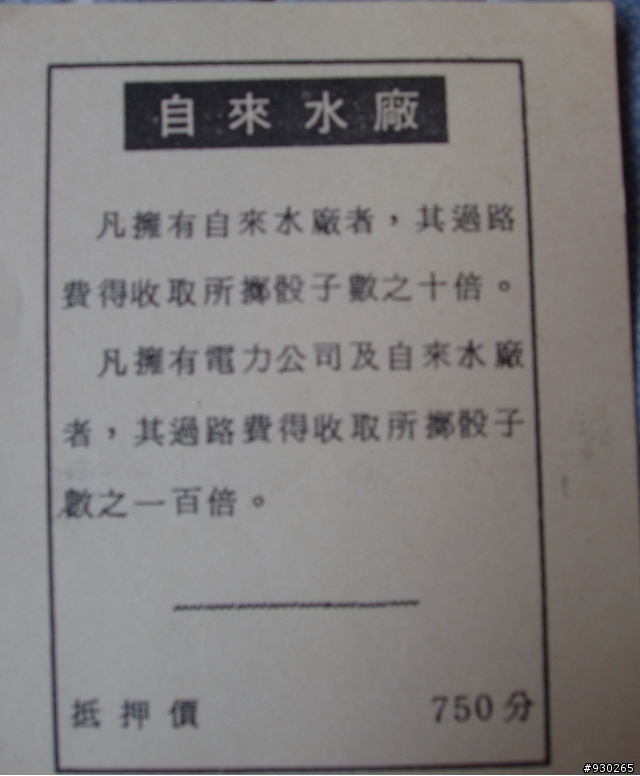 自來水廠
凡擁有自來水廠者，其過路
費得收取所擲骰子數之十倍。
凡擁有電力公司及自來水廠
者，其過路費得收取所擲骰子
數之一百倍。
抵押價 750分
#930265